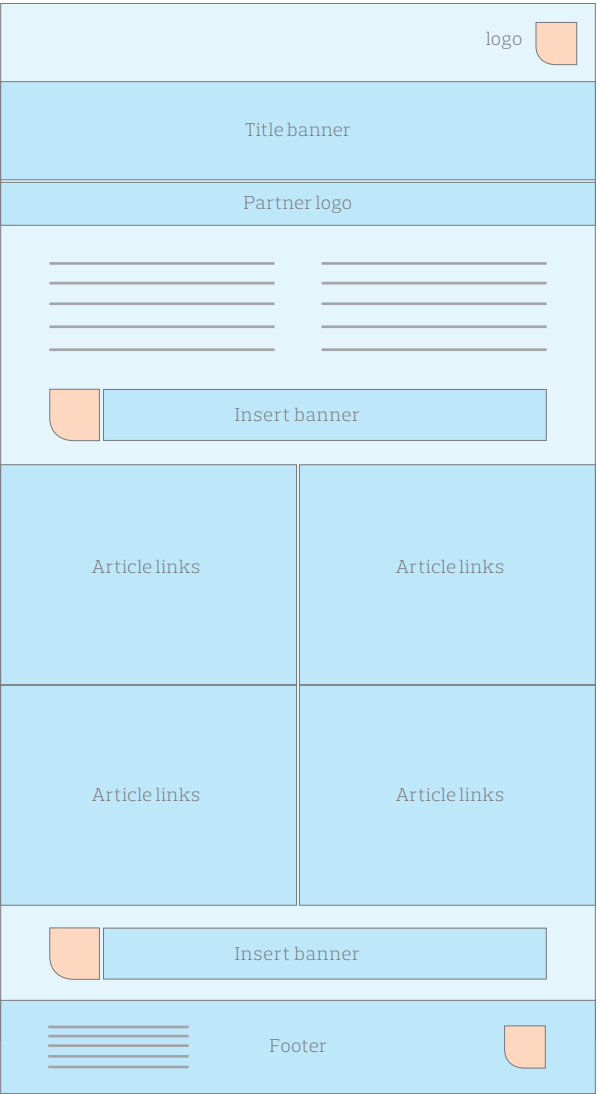 logo
Title banner
Partner logo
Insert banner
Article links
Article links
Article links
Article links
Insert banner
Footer